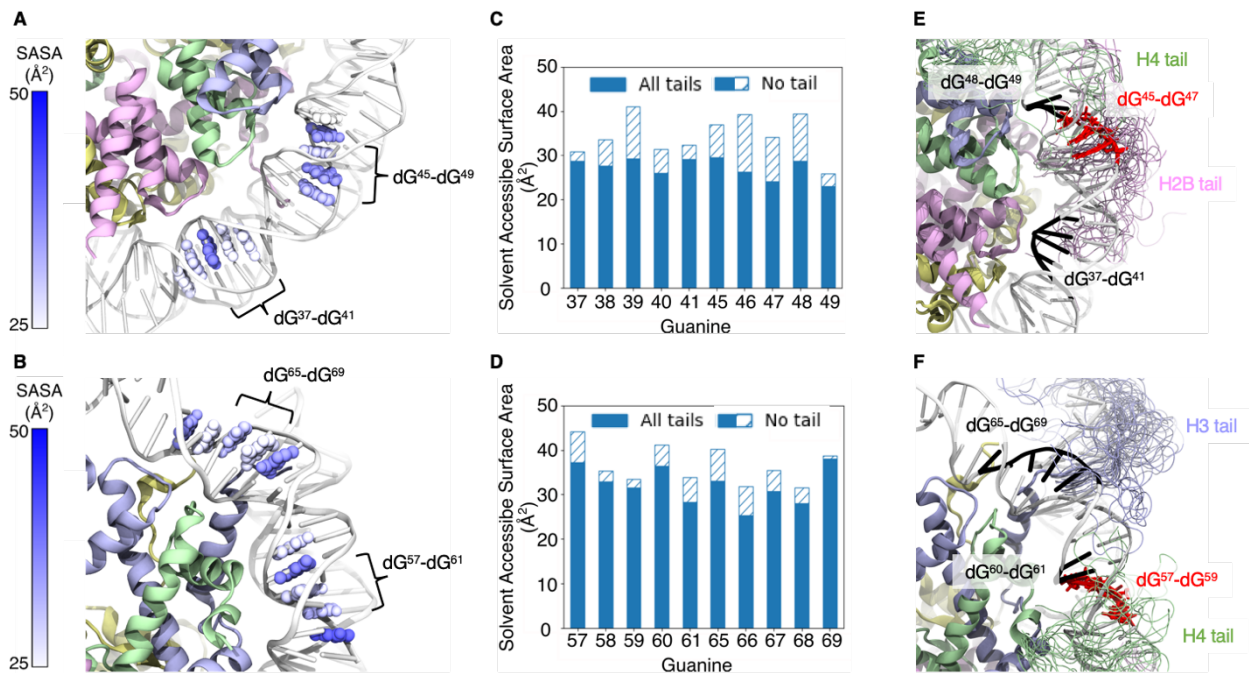 A
SASA
(Å²)
50
25
dG⁴⁵-dG⁴⁹
dG³⁷-dG⁴¹
C
Solvent Accessibe Surface Area
(Å²)
50
40
30
20
10
0
All tails
No tail
37 38 39 40 41 45 46 47 48 49
Guanine
E
H4 tail
dG⁴⁸-dG⁴⁹
dG⁴⁵-dG⁴⁷
H2B tail
dG³⁷-dG⁴¹
B
SASA
(Å²)
50
25
dG⁶⁵-dG⁶⁹
dG⁵⁷-dG⁶¹
D
Solvent Accessibe Surface Area
(Å²)
50
40
30
20
10
0
All tails
No tail
57 58 59 60 61 65 66 67 68 69
Guanine
F
dG⁶⁵-dG⁶⁹
H3 tail
dG⁶⁰-dG⁶¹
dG⁵⁷-dG⁵⁹
H4 tail